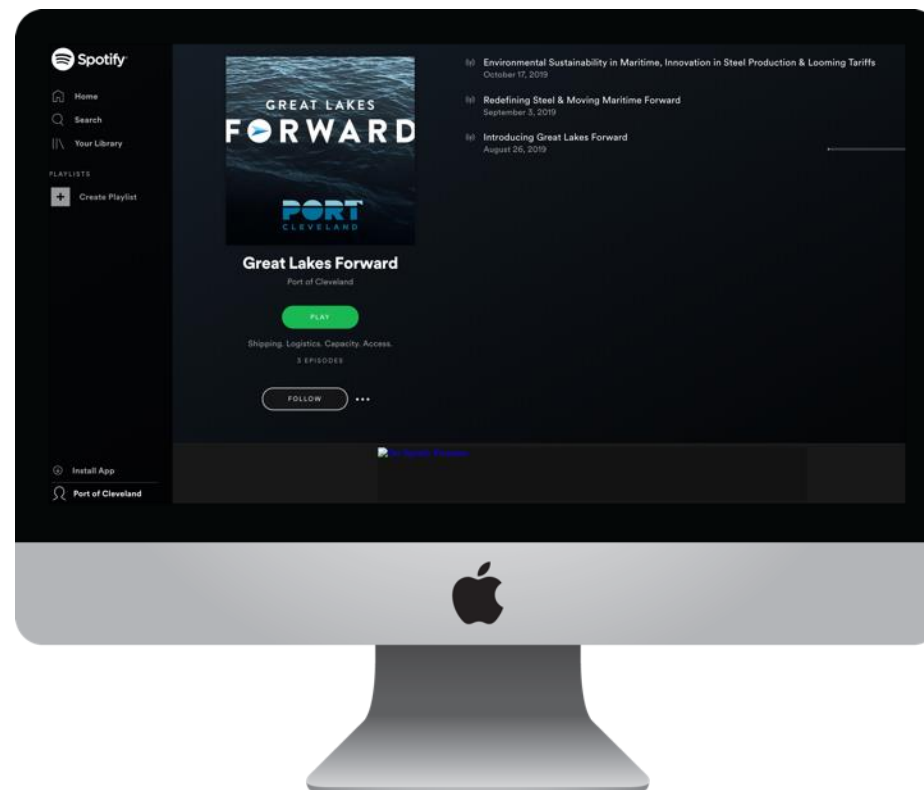 Spotify
Home
Search
Your Library
PLAYLISTS
Create Playlist
Install App
Port of Cleveland
GREAT LAKES
FORWARD
PORT
CLEVELAND
Great Lakes Forward
Port of Cleveland
PLAY
Shipping. Logistics. Capacity. Access.
3 EPISODES
FOLLOW
Environmental Sustainability in Maritime, Innovation in Steel Production & Looming Tariffs
October 17, 2019
Redefining Steel & Moving Maritime Forward
September 3, 2019
Introducing Great Lakes Forward
August 26, 2019